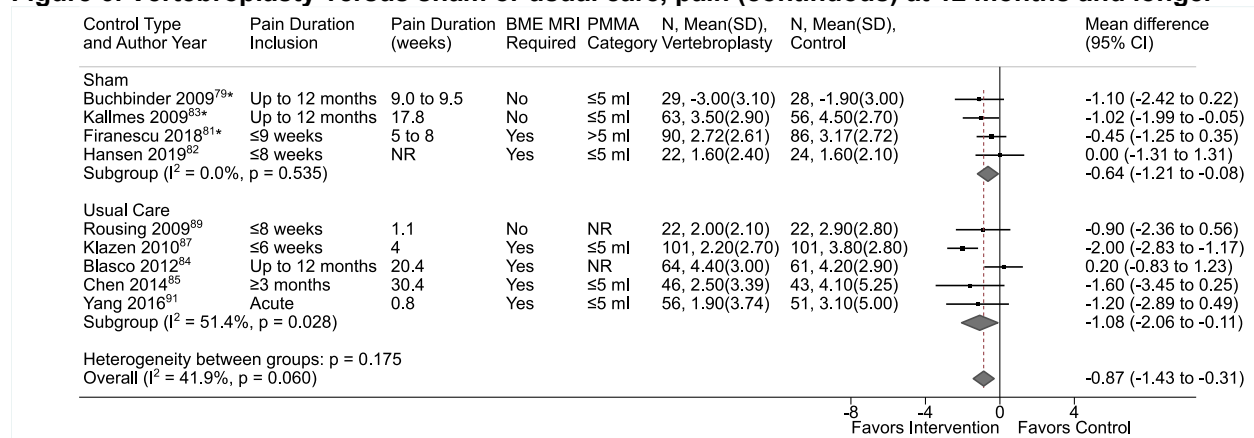 Figure 6. Vertebroplasty versus sham or usual care, pain (continuous) at 12 months and longer
Control Type and Author Year Pain Duration Inclusion Pain Duration (weeks) BME MRI Required PMMA Category N, Mean(SD), Vertebroplasty N, Mean(SD), Control Mean difference (95% CI)
Sham
Buchbinder 200979* Up to 12 months 9.0 to 9.5 No ≤5 ml 29, -3.00(3.10) 28, -1.90(3.00) -1.10 (-2.42 to 0.22)
Kallmes 200983* Up to 12 months 17.8 No ≤5 ml 63, 3.50(2.90) 56, 4.50(2.70) -1.02 (-1.99 to -0.05)
Firanescu 201881* ≤9 weeks 5 to 8 Yes >5 ml 90, 2.72(2.61) 86, 3.17(2.72) -0.45 (-1.25 to 0.35)
Hansen 201982 ≤8 weeks NR Yes ≤5 ml 22, 1.60(2.40) 24, 1.60(2.10) 0.00 (-1.31 to 1.31)
Subgroup (I2 = 0.0%, p = 0.535) -0.64 (-1.21 to -0.08)
Usual Care
Rousing 200989 ≤8 weeks 1.1 No NR 22, 2.00(2.10) 22, 2.90(2.80) -0.90 (-2.36 to 0.56)
Klazen 201087 ≤6 weeks 4 Yes ≤5 ml 101, 2.20(2.70) 101, 3.80(2.80) -2.00 (-2.83 to -1.17)
Blasco 201284 Up to 12 months 20.4 Yes NR 64, 4.40(3.00) 61, 4.20(2.90) 0.20 (-0.83 to 1.23)
Chen 201485 ≥3 months 30.4 Yes ≤5 ml 46, 2.50(3.39) 43, 4.10(5.25) -1.60 (-3.45 to 0.25)
Yang 201691 Acute 0.8 Yes ≤5 ml 56, 1.90(3.74) 51, 3.10(5.00) -1.20 (-2.89 to 0.49)
Subgroup (I2 = 51.4%, p = 0.028) -1.08 (-2.06 to -0.11)
Heterogeneity between groups: p = 0.175
Overall (I2 = 41.9%, p = 0.060) -0.87 (-1.43 to -0.31)
-8 -4 0 4
Favors Intervention Favors Control